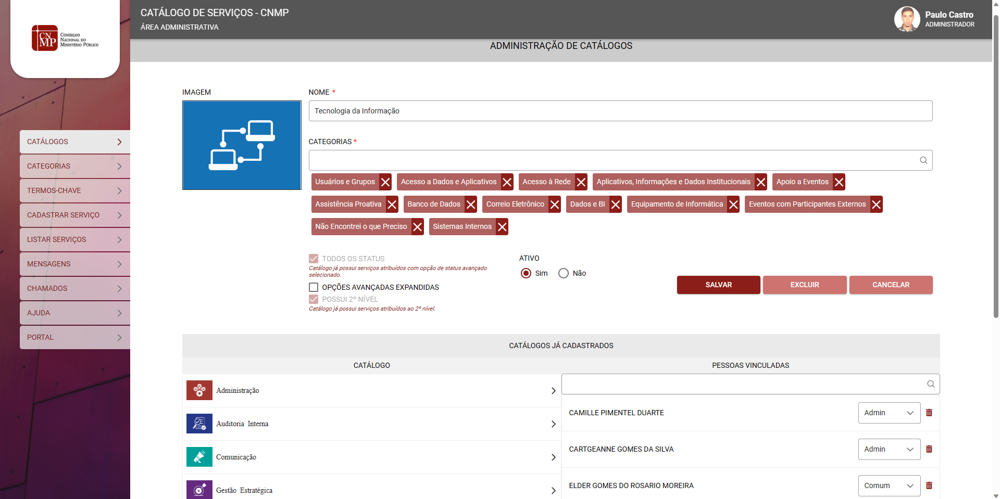 CN
MP
CONSELHO
NACIONAL DO
MINISTÉRIO PÚBLICO
CATÁLOGO DE SERVIÇOS - CNMP
ÁREA ADMINISTRATIVA
Paulo Castro
ADMINISTRADOR
CATÁLOGOS
CATEGORIAS
TERMOS-CHAVE
CADASTRAR SERVIÇO
LISTAR SERVIÇOS
MENSAGENS
CHAMADOS
AJUDA
PORTAL
ADMINISTRAÇÃO DE CATÁLOGOS
IMAGEM
NOME *
Tecnologia da Informação
CATEGORIAS *
Usuários e Grupos Acesso a Dados e Aplicativos Acesso à Rede Aplicativos, Informações e Dados Institucionais Apoio a Eventos
Assistência Proativa Banco de Dados Correio Eletrônico Dados e BI Equipamento de Informática Eventos com Participantes Externos
Não Encontrei o que Preciso Sistemas Internos
TODOS OS STATUS
Catálogo já possui serviços atribuídos com opção de status avançado
selecionado.
OPÇÕES AVANÇADAS EXPANDIDAS
POSSUI 2º NÍVEL
Catálogo já possui serviços atribuídos ao 2º nível.
ATIVO
Sim Não
SALVAR EXCLUIR CANCELAR
CATÁLOGOS JÁ CADASTRADOS
CATÁLOGO
Administração
Auditoria Interna
Comunicação
Gestão Estratégica
PESSOAS VINCULADAS
CAMILLE PIMENTEL DUARTE Admin
CARTGEANNE GOMES DA SILVA Admin
ELDER GOMES DO ROSARIO MOREIRA Comum